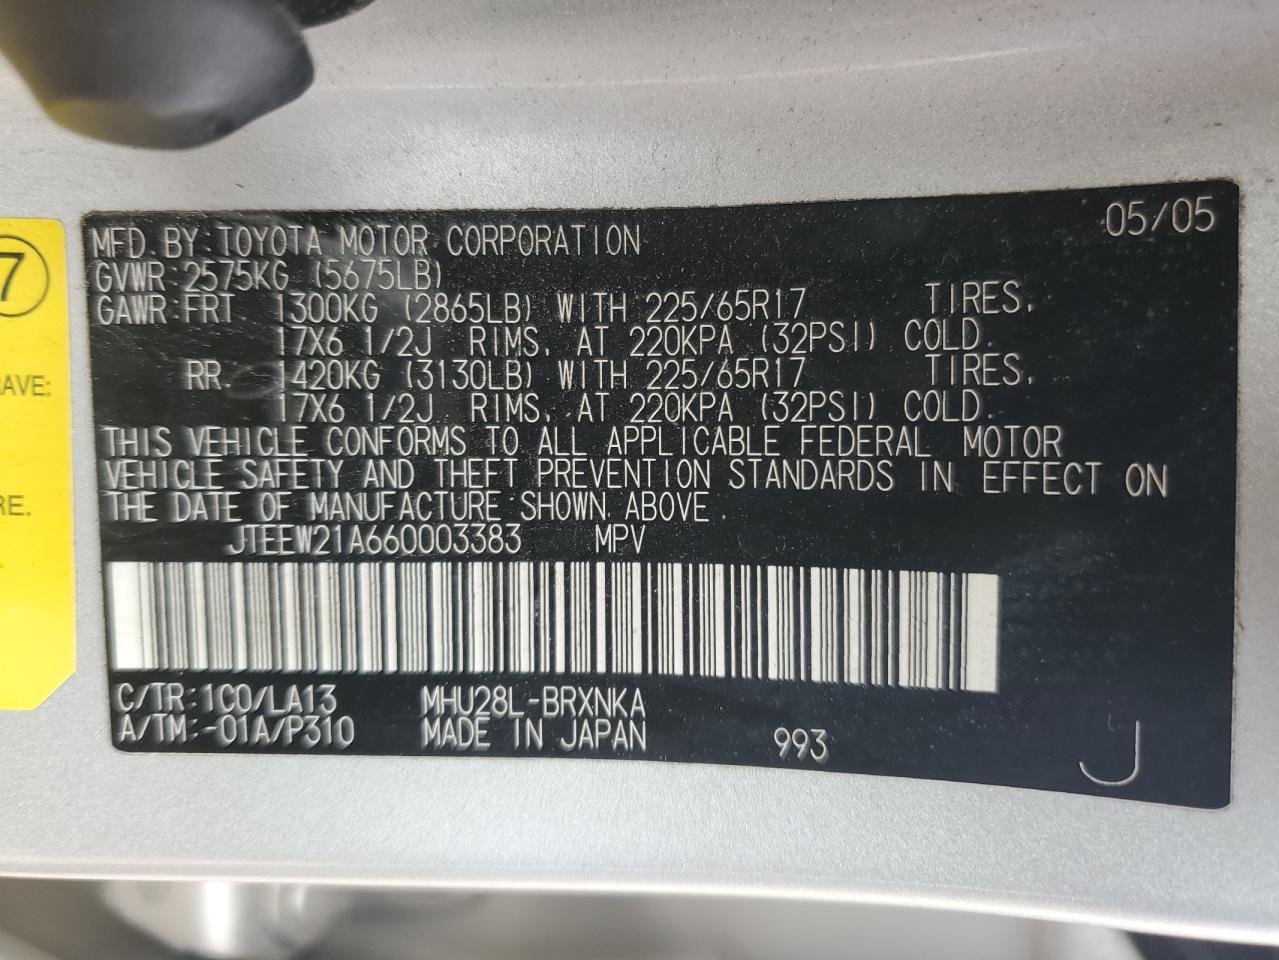 MFD. BY: TOYOTA MOTOR CORPORATION 05/05
GVWR: 2575KG (5675LB)
GAWR: FRT. 1300KG (2865LB) WITH 225/65R17 TIRES,
17X6 1/2J RIMS, AT 220KPA (32PSI) COLD.
RR. 1420KG (3130LB) WITH 225/65R17 TIRES,
17X6 1/2J RIMS, AT 220KPA (32PSI) COLD.
THIS VEHICLE CONFORMS TO ALL APPLICABLE FEDERAL MOTOR
VEHICLE SAFETY AND THEFT PREVENTION STANDARDS IN EFFECT ON
THE DATE OF MANUFACTURE SHOWN ABOVE.
JTEEW21A660003383 MPV
C/TR: 1C0/LA13 MHU28L-BRXNKA
A/TM: -01A/P310 MADE IN JAPAN 993 J
7
AVE:
RE.